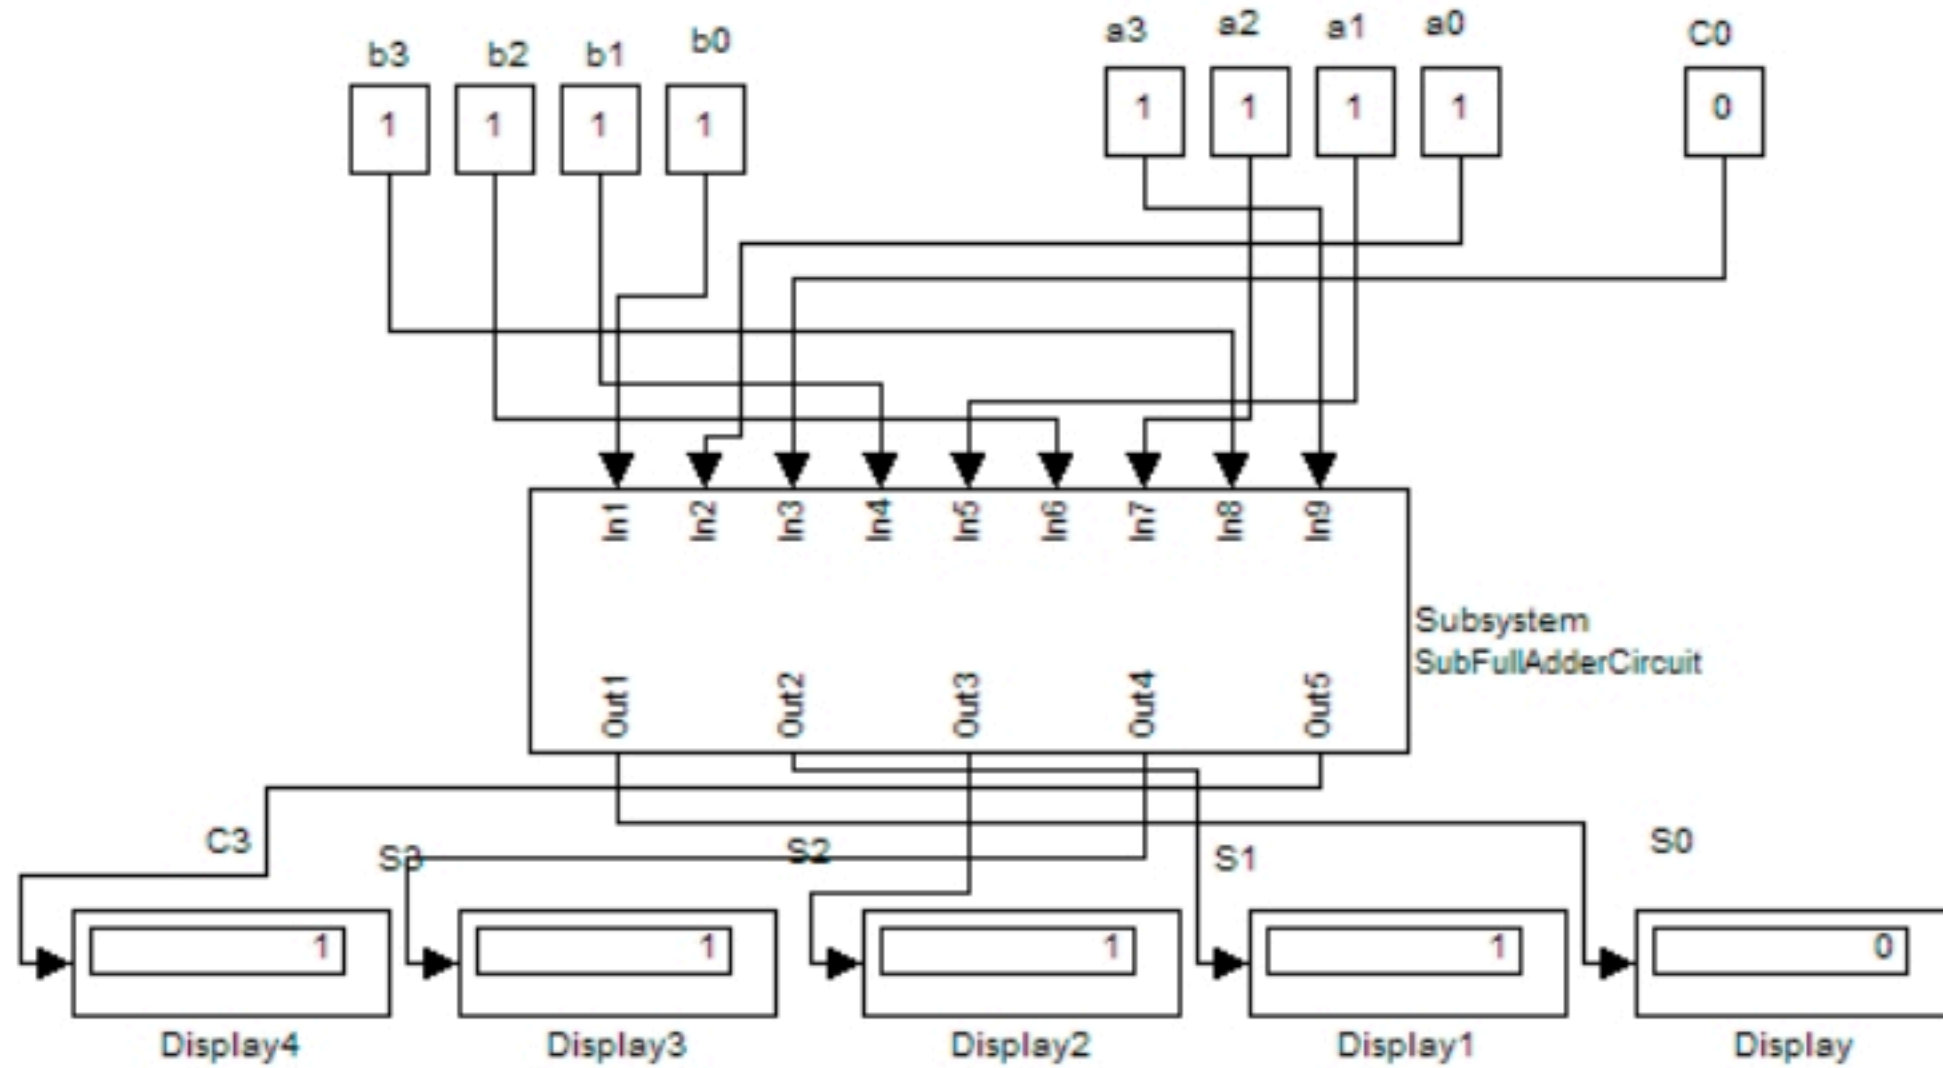 b3 b2 b1 b0 a3 a2 a1 a0 C0
1 1 1 1 1 1 1 1 0
In1 In2 In3 In4 In5 In6 In7 In8 In9
Subsystem
SubFullAdderCircuit
Out1 Out2 Out3 Out4 Out5
C3 S3 S2 S1 S0
1 1 1 1 0
Display4 Display3 Display2 Display1 Display